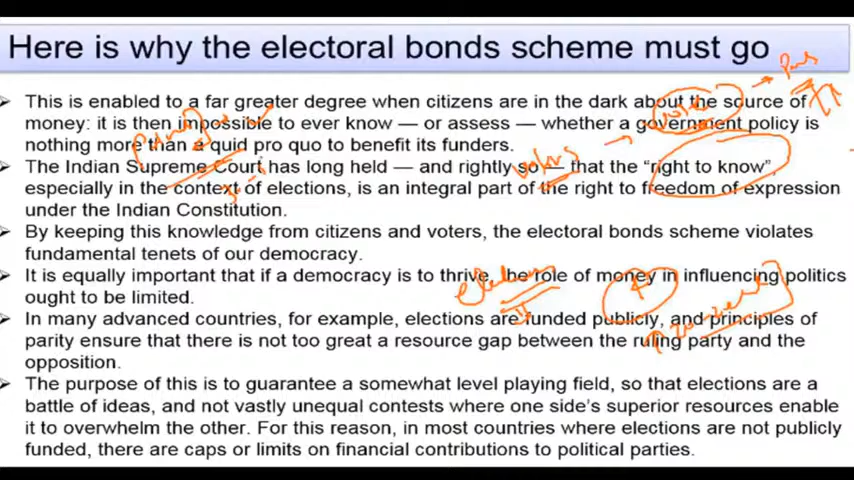 Here is why the electoral bonds scheme must go
This is enabled to a far greater degree when citizens are in the dark about the source of
money: it is then impossible to ever know — or assess — whether a government policy is
nothing more than a quid pro quo to benefit its funders.
The Indian Supreme Court has long held — and rightly so — that the “right to know”,
especially in the context of elections, is an integral part of the right to freedom of expression
under the Indian Constitution.
By keeping this knowledge from citizens and voters, the electoral bonds scheme violates
fundamental tenets of our democracy.
It is equally important that if a democracy is to thrive, the role of money in influencing politics
ought to be limited.
In many advanced countries, for example, elections are funded publicly, and principles of
parity ensure that there is not too great a resource gap between the ruling party and the
opposition.
The purpose of this is to guarantee a somewhat level playing field, so that elections are a
battle of ideas, and not vastly unequal contests where one side’s superior resources enable
it to overwhelm the other. For this reason, in most countries where elections are not publicly
funded, there are caps or limits on financial contributions to political parties.